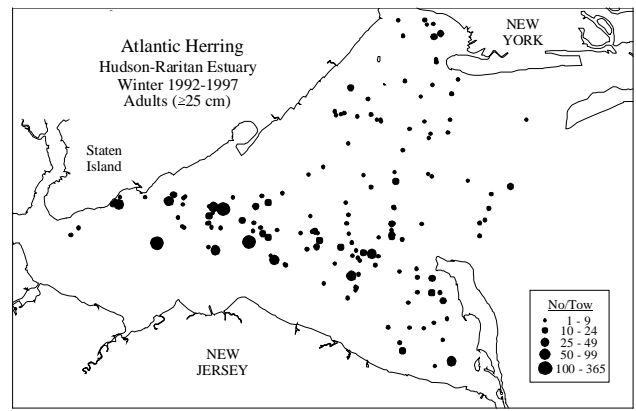 Atlantic Herring
Hudson-Raritan Estuary
Winter 1992-1997
Adults (≥25 cm)
NEW
YORK
Staten
Island
NEW
JERSEY
No/Tow
1 - 9
10 - 24
25 - 49
50 - 99
100 - 365